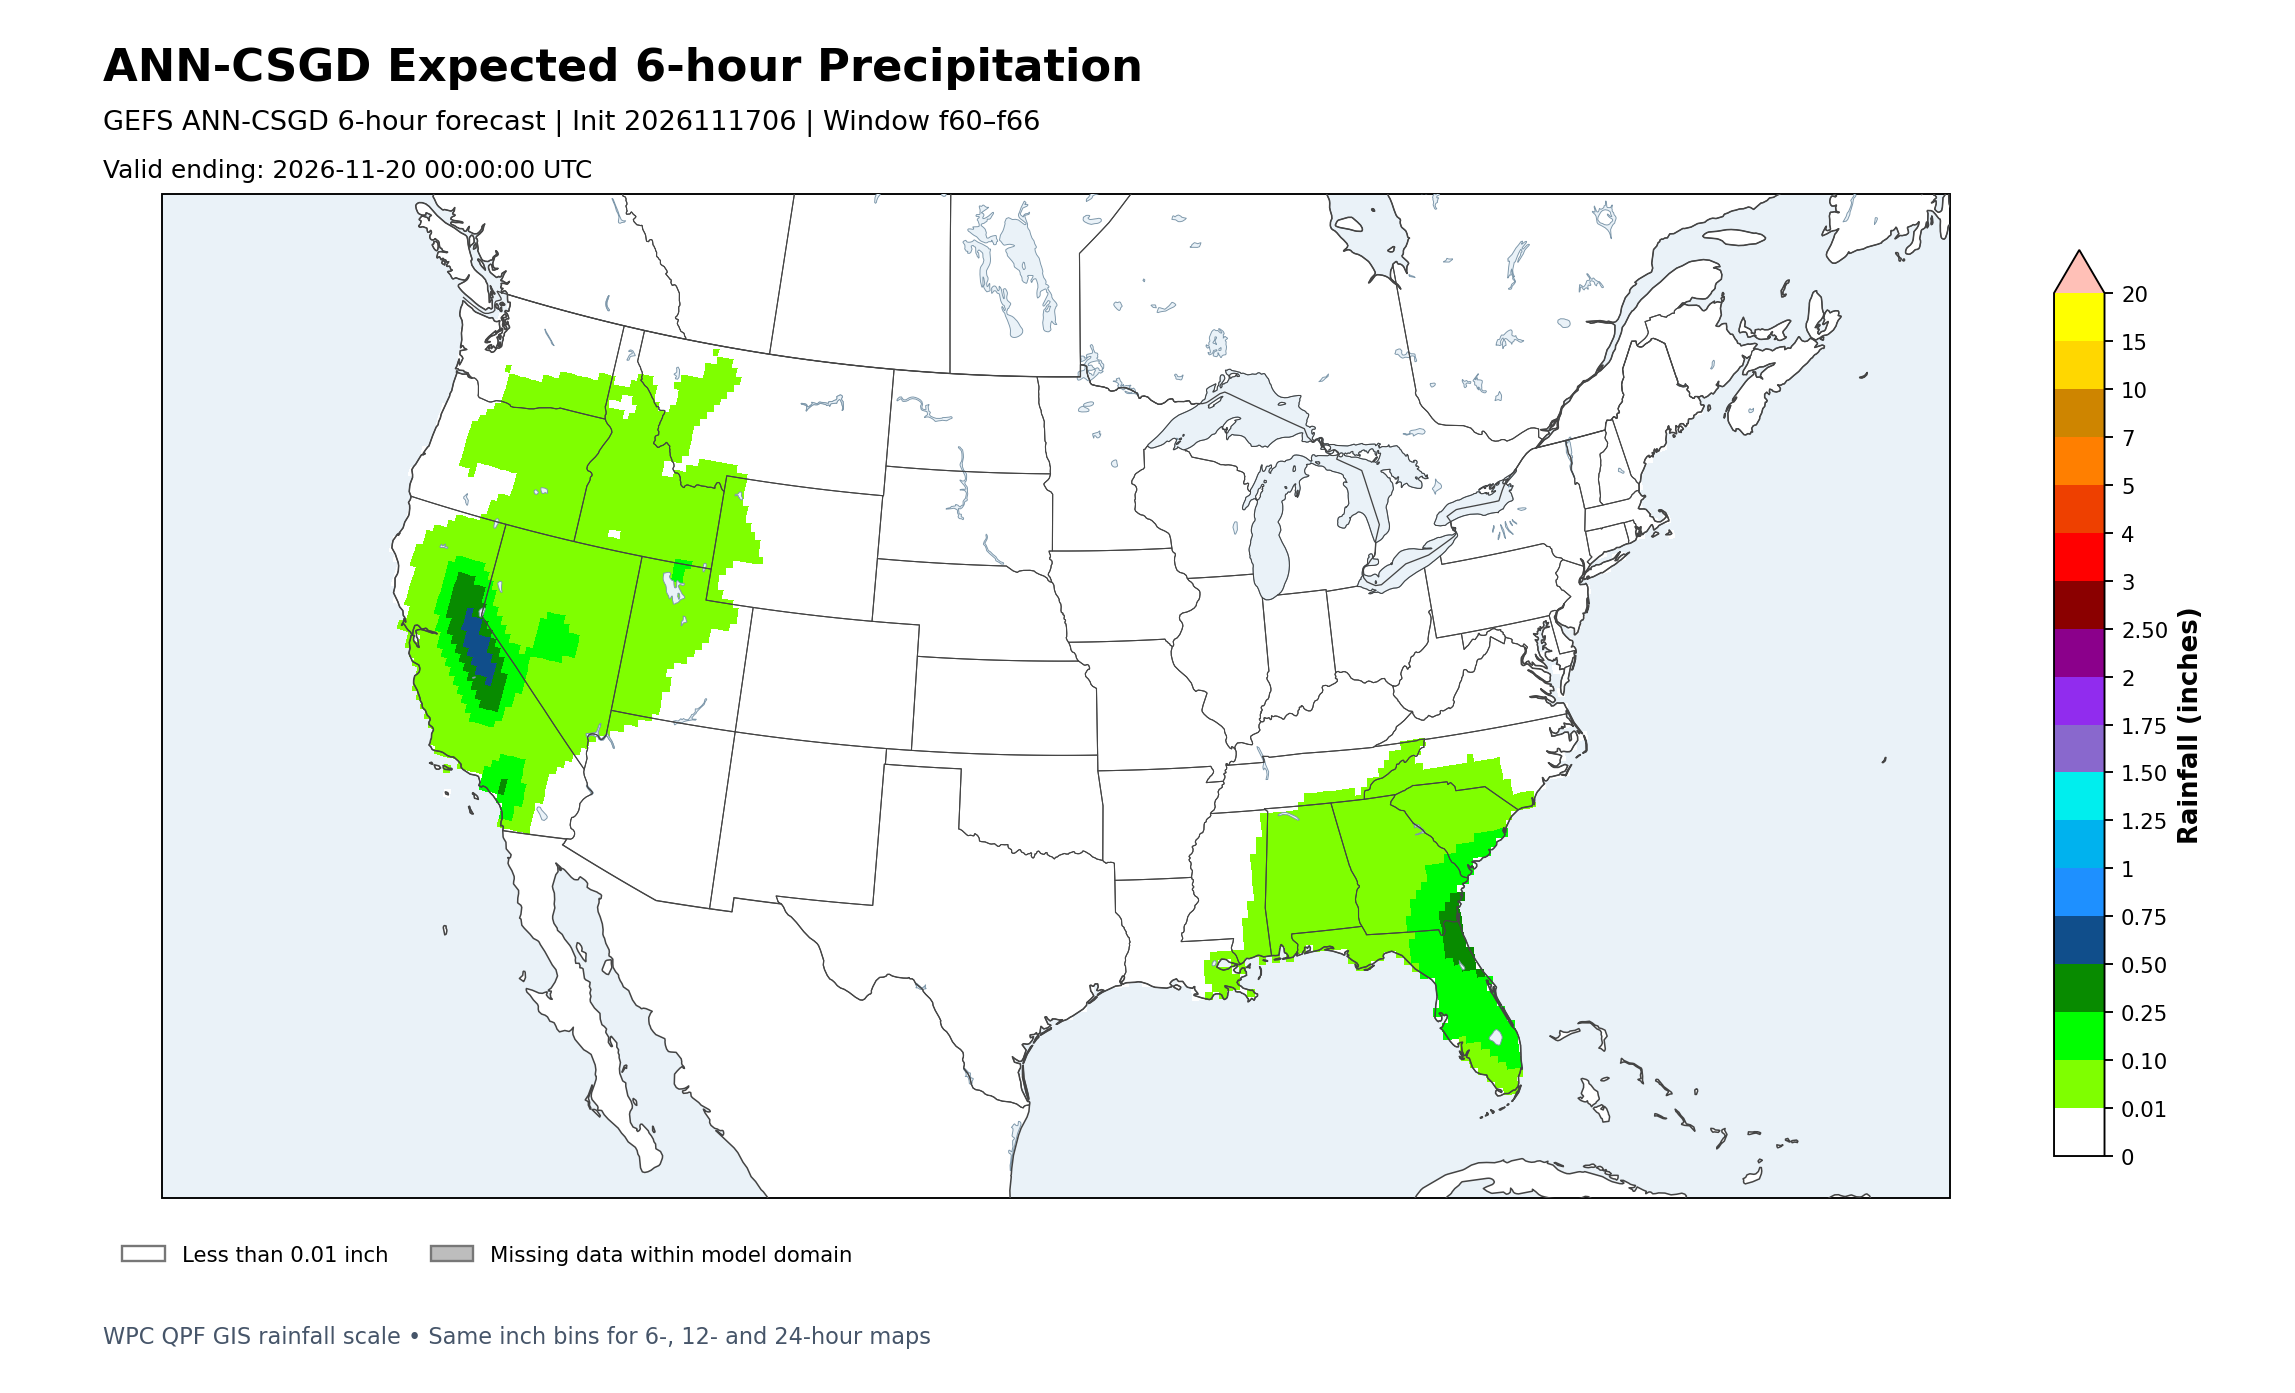 ANN-CSGD Expected 6-hour Precipitation
GEFS ANN-CSGD 6-hour forecast | Init 2026111706 | Window f60–f66
Valid ending: 2026-11-20 00:00:00 UTC
20
15
10
7
5
4
3
2.50
2
1.75
1.50
1.25
1
0.75
0.50
0.25
0.10
0.01
0
Rainfall (inches)
Less than 0.01 inch
Missing data within model domain
WPC QPF GIS rainfall scale • Same inch bins for 6-, 12- and 24-hour maps